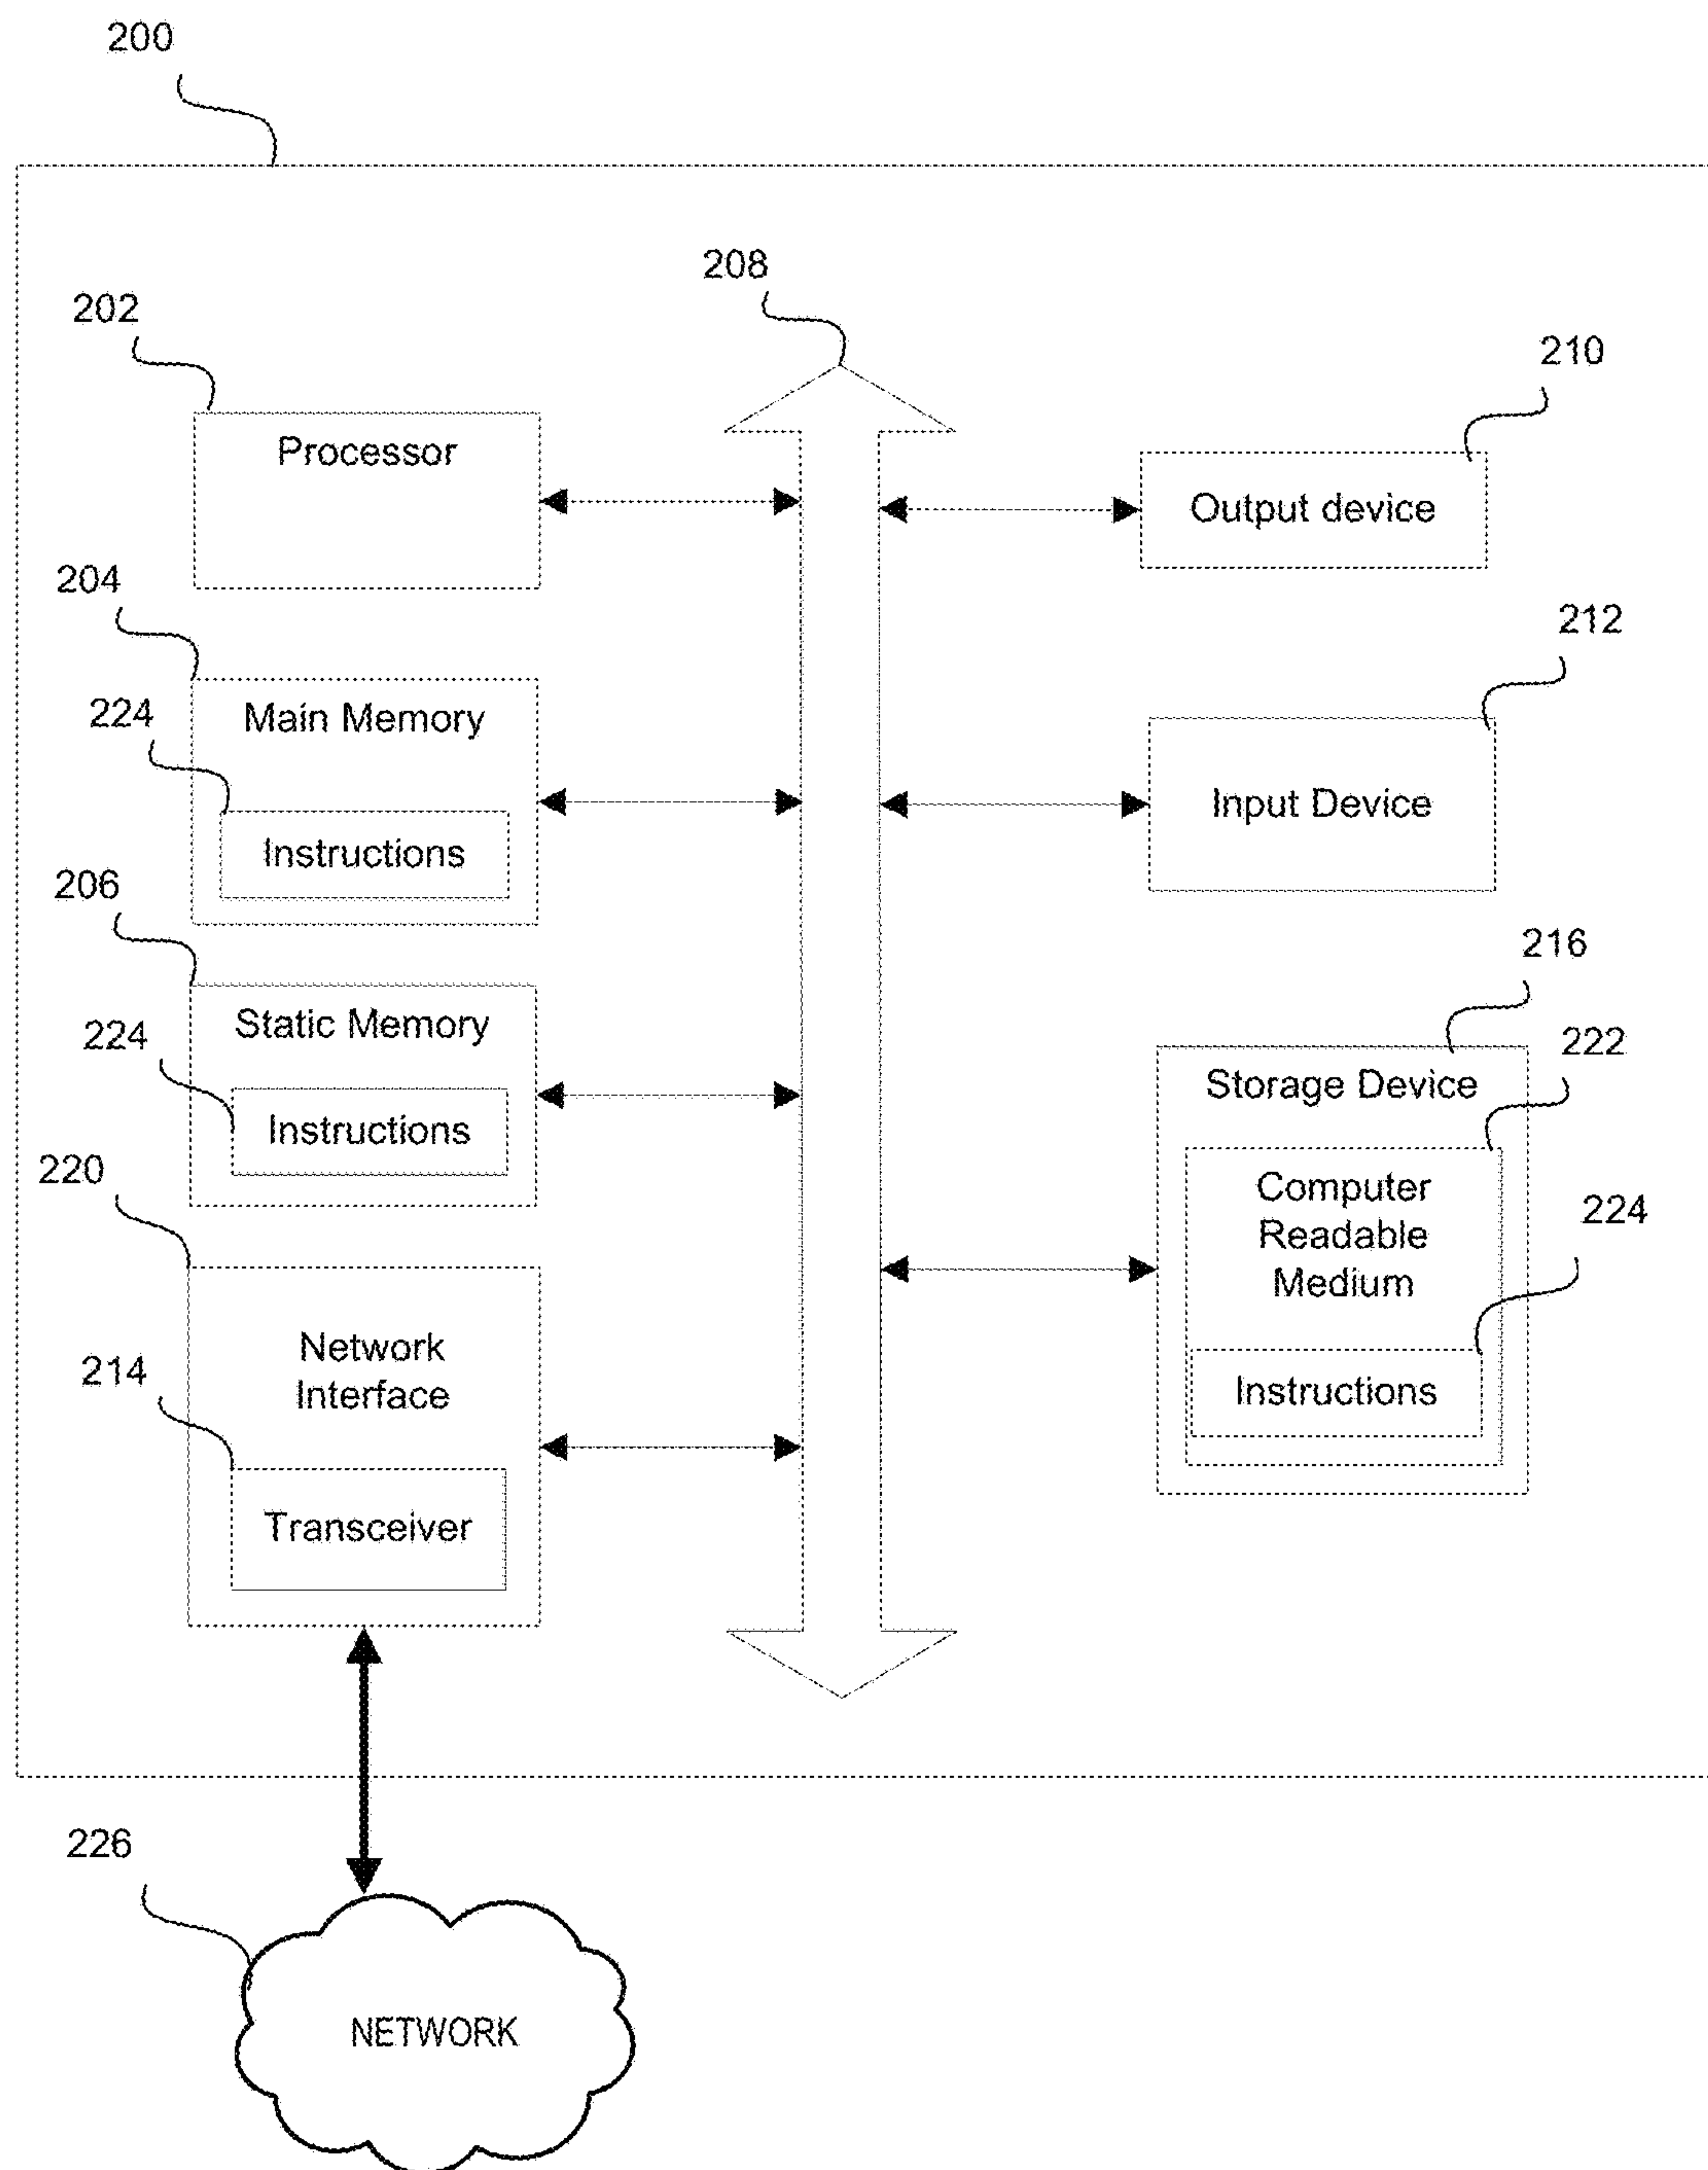 200
208
202
210
Processor
Output device
204
212
224
Main Memory
Input Device
Instructions
206
216
224
Static Memory
222
Storage Device
Instructions
220
Computer
Readable
Medium
224
Network
Interface
214
Instructions
Transceiver
226
NETWORK